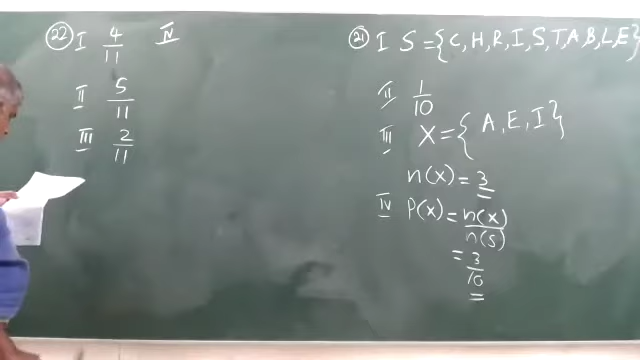 22 I 4/11 IV
II 5/11
III 2/11
21 I S = {C, H, R, I, S, T, A, B, L, E}
II 1/10
III X = {A, E, I}
n(x) = 3
IV P(x) = n(x)/n(s)
= 3/10